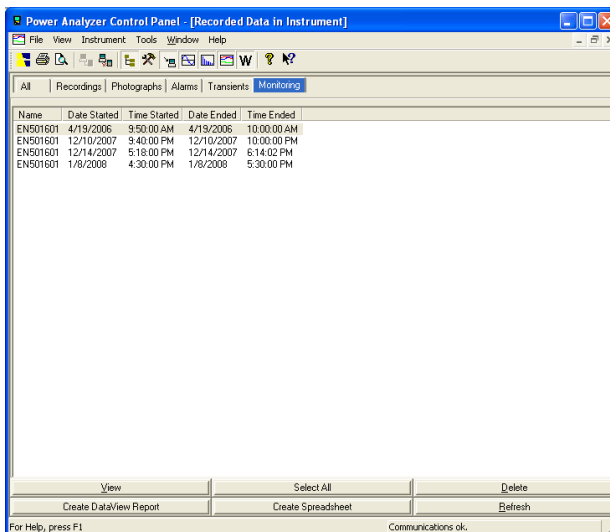 Power Analyzer Control Panel - [Recorded Data in Instrument]
File View Instrument Tools Window Help
W ? ?
All Recordings Photographs Alarms Transients Monitoring
Name Date Started Time Started Date Ended Time Ended
EN501601 4/19/2006 9:50:00 AM 4/19/2006 10:00:00 AM
EN501601 12/10/2007 9:40:00 PM 12/10/2007 10:00:00 PM
EN501601 12/14/2007 5:18:00 PM 12/14/2007 6:14:02 PM
EN501601 1/8/2008 4:30:00 PM 1/8/2008 5:30:00 PM
View Select All Delete
Create DataView Report Create Spreadsheet Refresh
For Help, press F1 Communications ok.